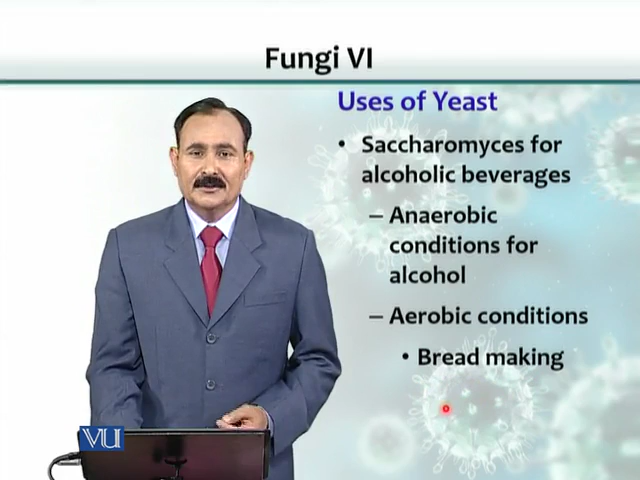 Fungi VI
Uses of Yeast
• Saccharomyces for
alcoholic beverages
– Anaerobic
conditions for
alcohol
– Aerobic conditions
• Bread making
VU